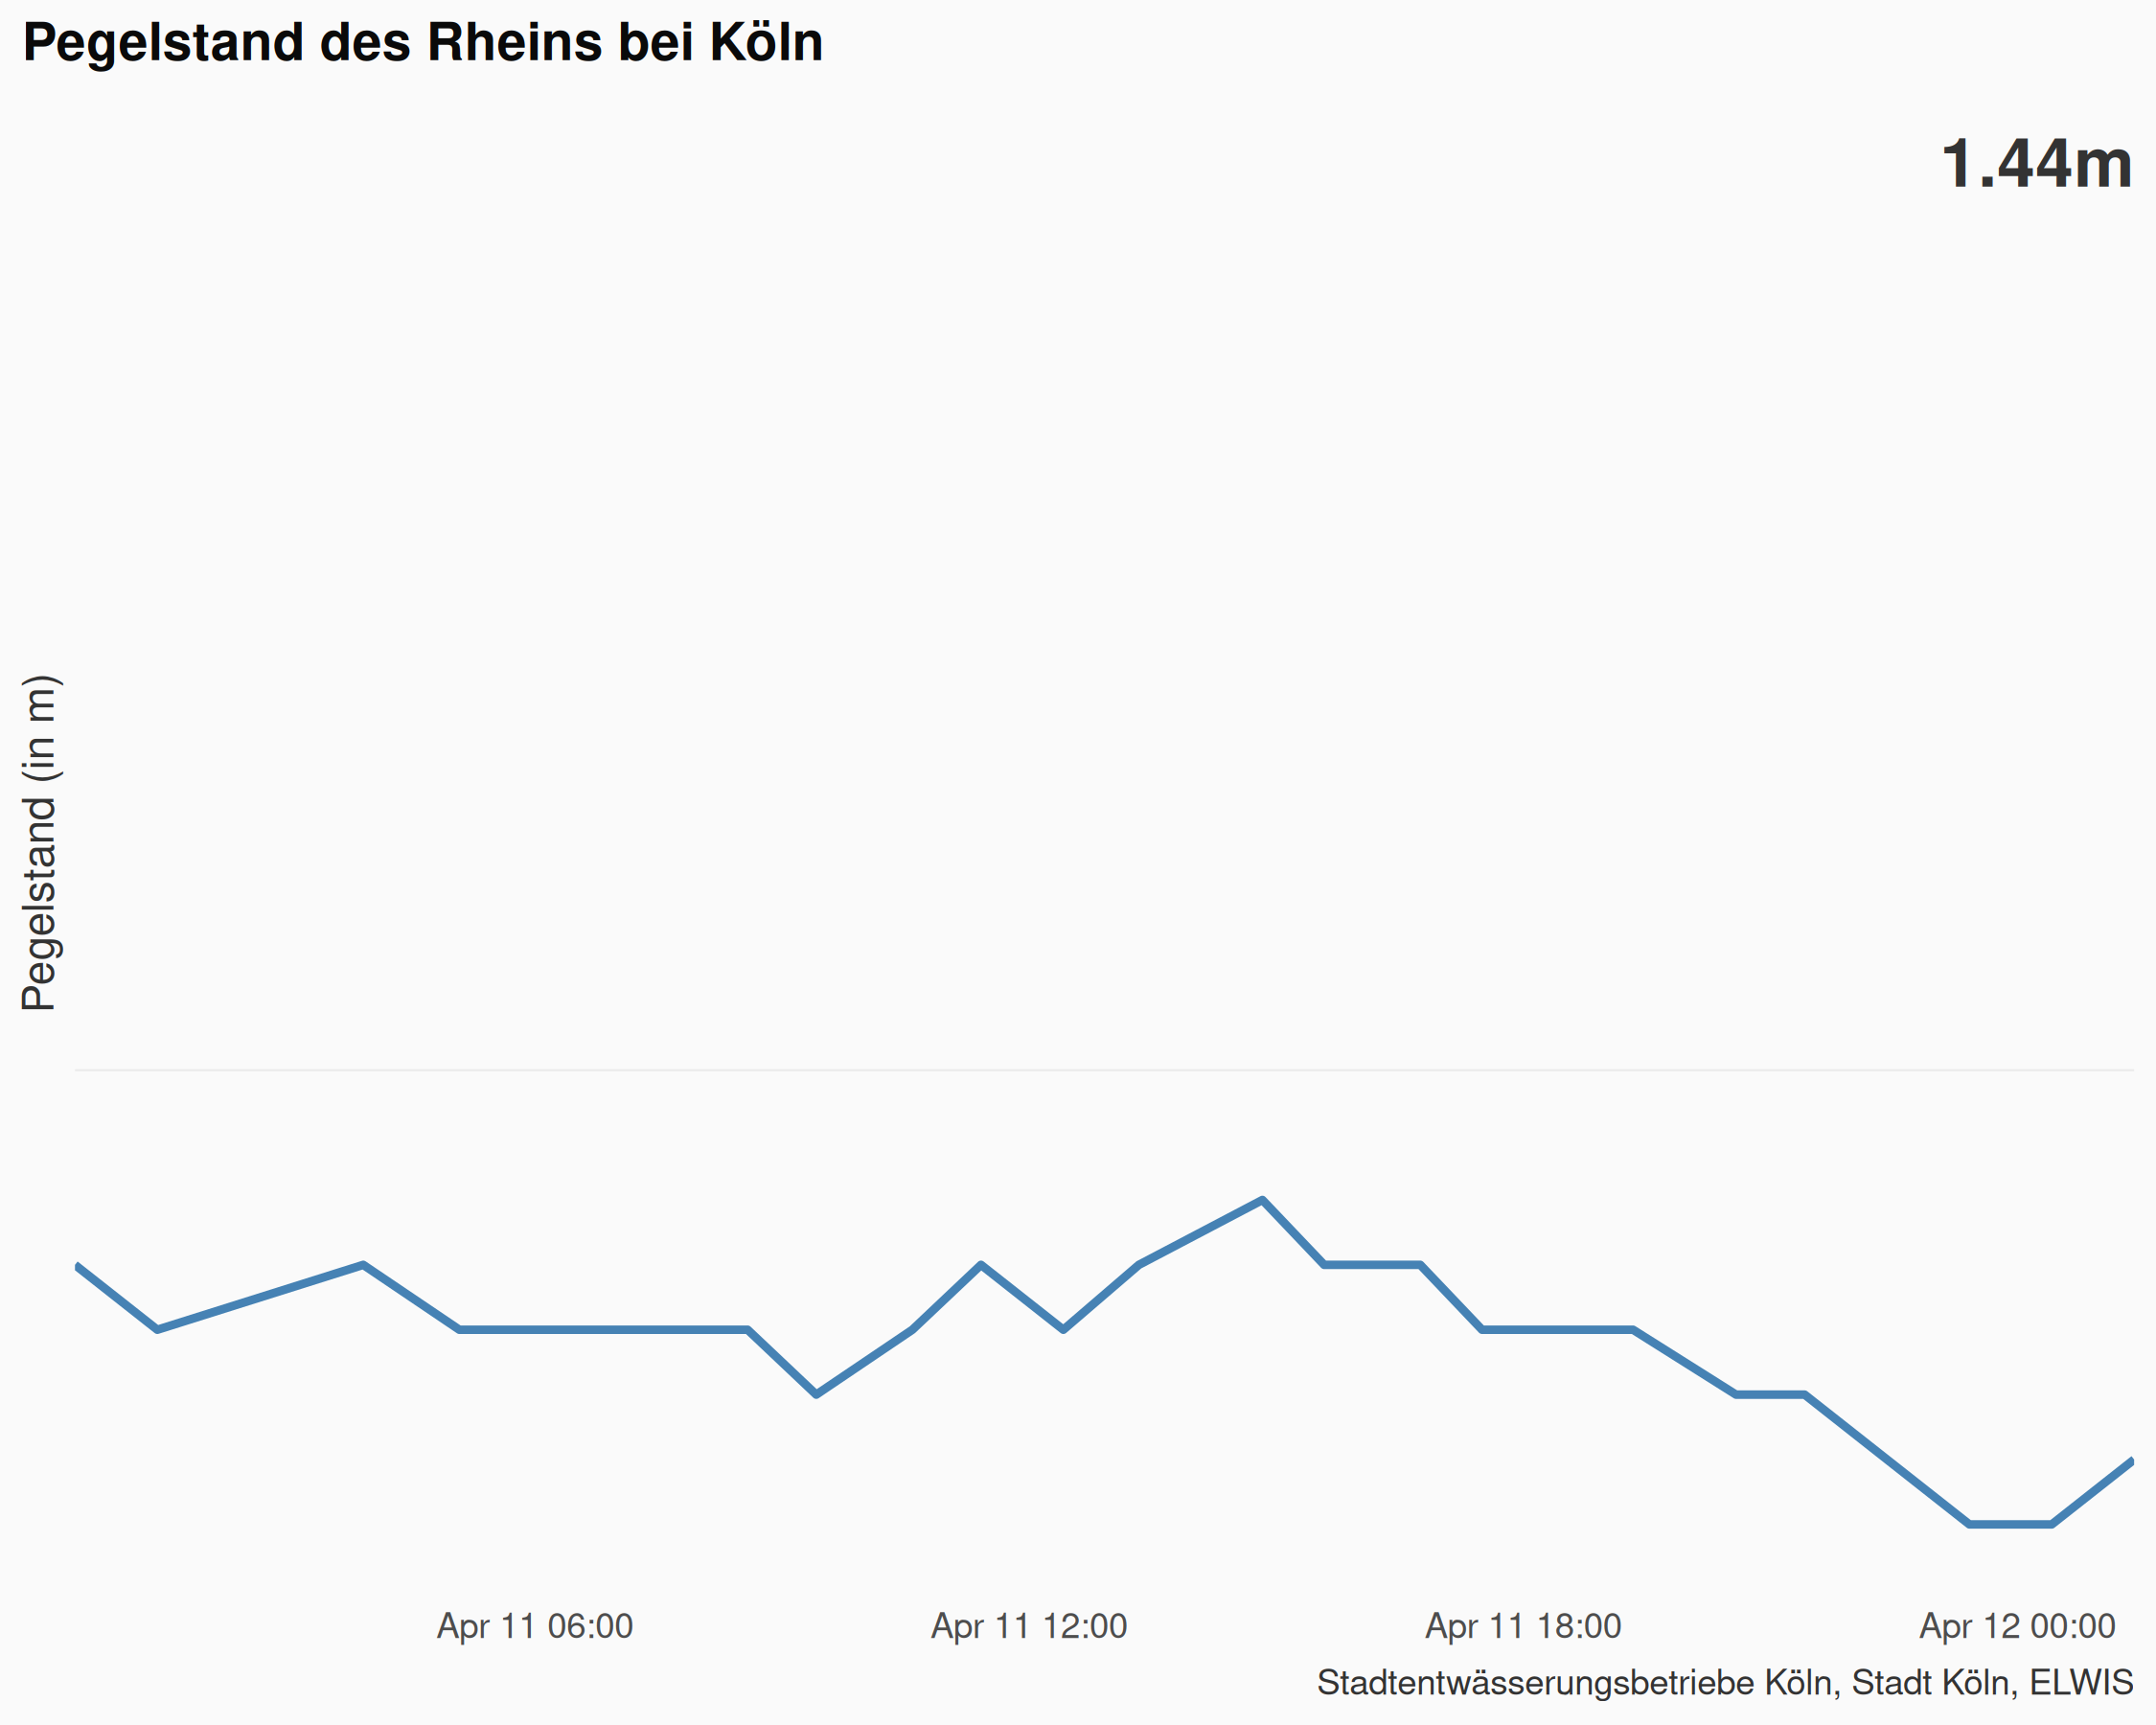 Pegelstand des Rheins bei Köln
1.44m
Pegelstand (in m)
Apr 11 06:00
Apr 11 12:00
Apr 11 18:00
Apr 12 00:00
Stadtentwässerungsbetriebe Köln, Stadt Köln, ELWIS